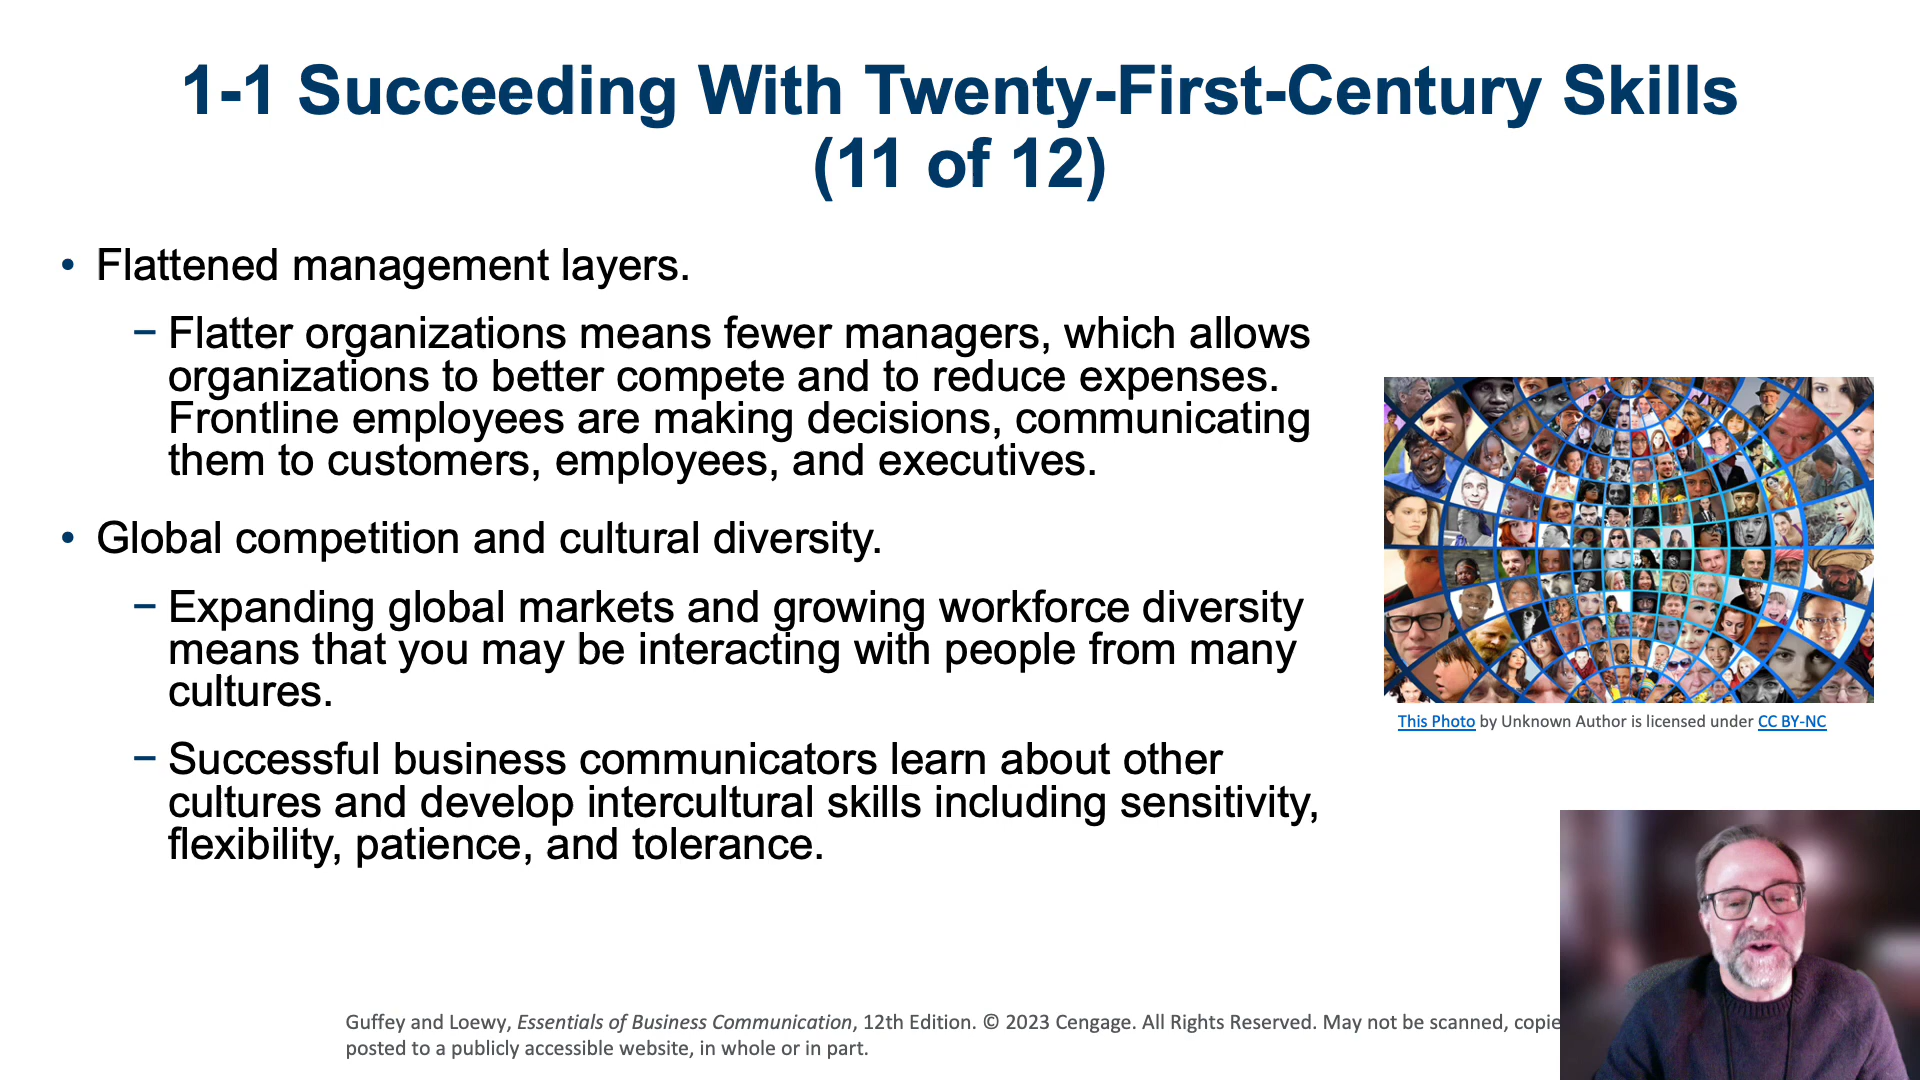 1-1 Succeeding With Twenty-First-Century Skills
(11 of 12)
• Flattened management layers.
– Flatter organizations means fewer managers, which allows
organizations to better compete and to reduce expenses.
Frontline employees are making decisions, communicating
them to customers, employees, and executives.
• Global competition and cultural diversity.
– Expanding global markets and growing workforce diversity
means that you may be interacting with people from many
cultures.
– Successful business communicators learn about other
cultures and develop intercultural skills including sensitivity,
flexibility, patience, and tolerance.
This Photo by Unknown Author is licensed under CC BY-NC
Guffey and Loewy, Essentials of Business Communication, 12th Edition. © 2023 Cengage. All Rights Reserved. May not be scanned, copie
posted to a publicly accessible website, in whole or in part.